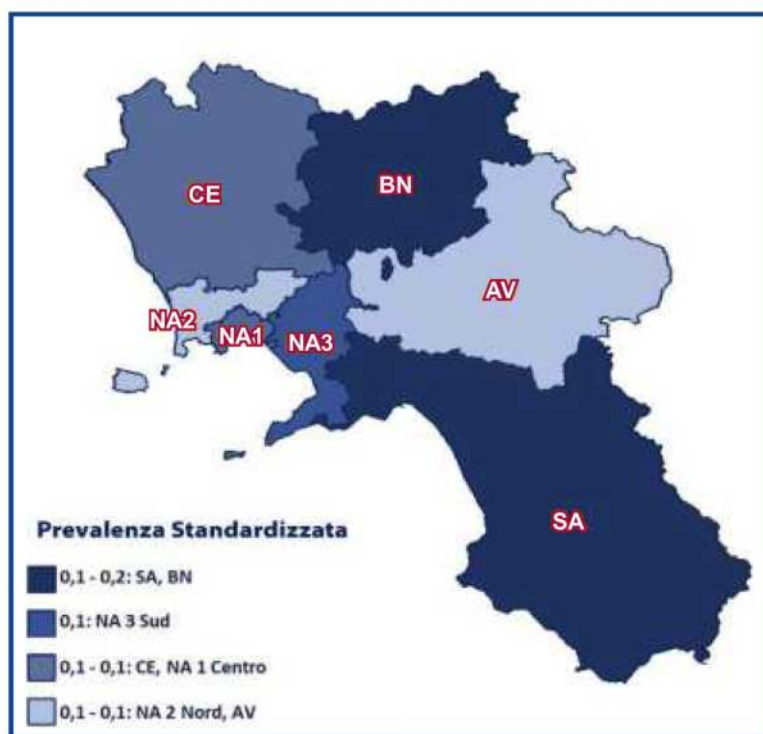 CE
BN
AV
NA2
NA1
NA3
SA
Prevalenza Standardizzata
0,1 - 0,2: SA, BN
0,1: NA 3 Sud
0,1 - 0,1: CE, NA 1 Centro
0,1 - 0,1: NA 2 Nord, AV